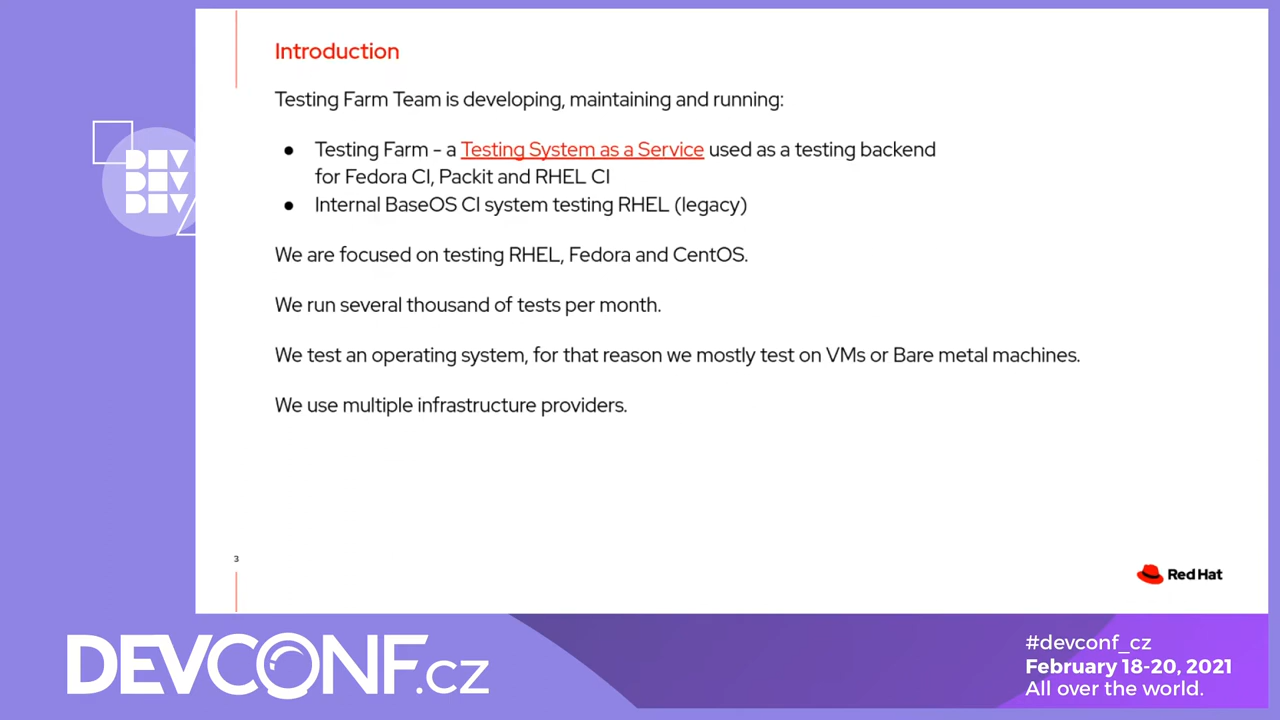 Introduction
Testing Farm Team is developing, maintaining and running:
● Testing Farm - a Testing System as a Service used as a testing backend
for Fedora CI, Packit and RHEL CI
● Internal BaseOS CI system testing RHEL (legacy)
We are focused on testing RHEL, Fedora and CentOS.
We run several thousand of tests per month.
We test an operating system, for that reason we mostly test on VMs or Bare metal machines.
We use multiple infrastructure providers.
3
Red Hat
DEV
DEV
DEV
DEVCONF.cz
#devconf_cz
February 18-20, 2021
All over the world.